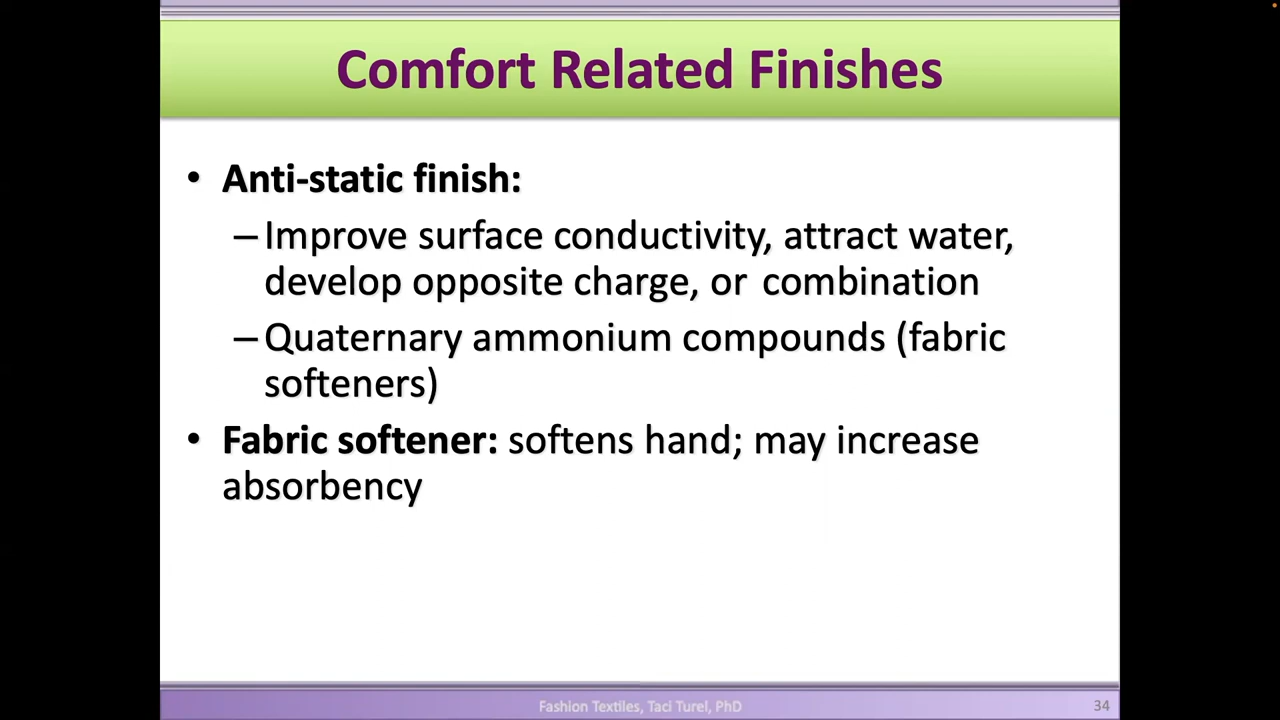 Comfort Related Finishes
• Anti-static finish:
– Improve surface conductivity, attract water,
develop opposite charge, or combination
– Quaternary ammonium compounds (fabric
softeners)
• Fabric softener: softens hand; may increase
absorbency
Fashion Textiles, Taci Turel, PhD
34